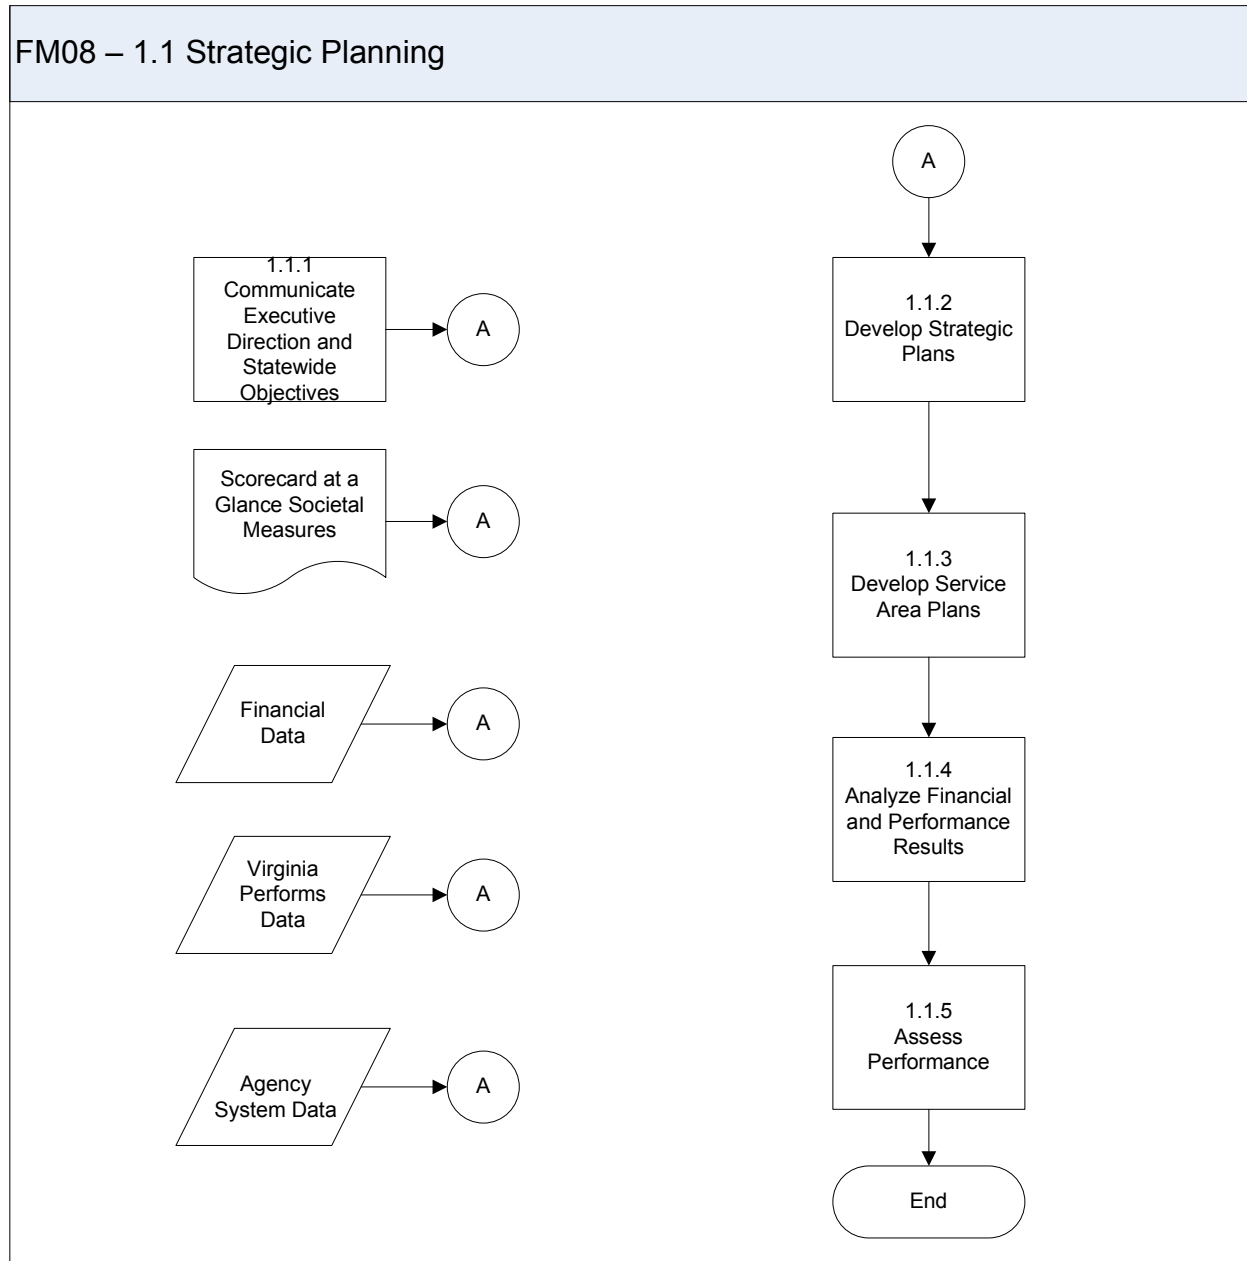 FM08 – 1.1 Strategic Planning
1.1.1
Communicate
Executive
Direction and
Statewide
Objectives
A
Scorecard at a
Glance Societal
Measures
A
Financial
Data
A
Virginia
Performs
Data
A
Agency
System Data
A
A
1.1.2
Develop Strategic
Plans
1.1.3
Develop Service
Area Plans
1.1.4
Analyze Financial
and Performance
Results
1.1.5
Assess
Performance
End